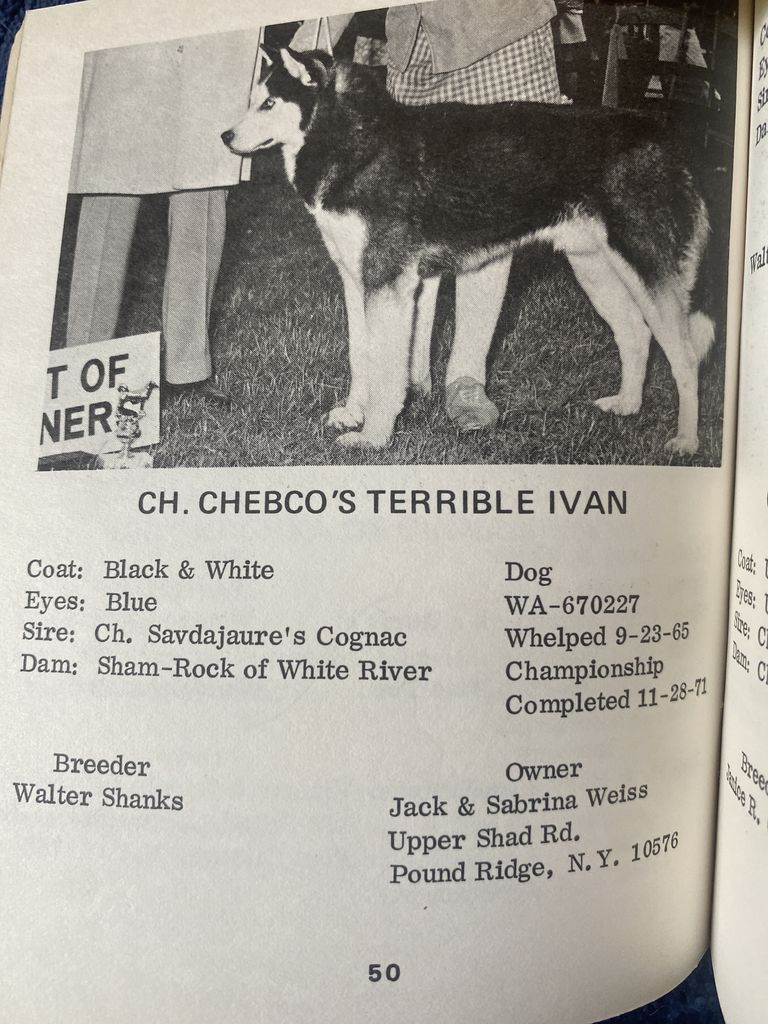 T OF
NERS
CH. CHEBCO'S TERRIBLE IVAN
Coat: Black & White
Eyes: Blue
Sire: Ch. Savdajaure's Cognac
Dam: Sham-Rock of White River
Dog
WA-670227
Whelped 9-23-65
Championship
Completed 11-28-71
Breeder
Walter Shanks
Owner
Jack & Sabrina Weiss
Upper Shad Rd.
Pound Ridge, N.Y. 10576
50
Coat:
Eyes:
Sire:
Dam: